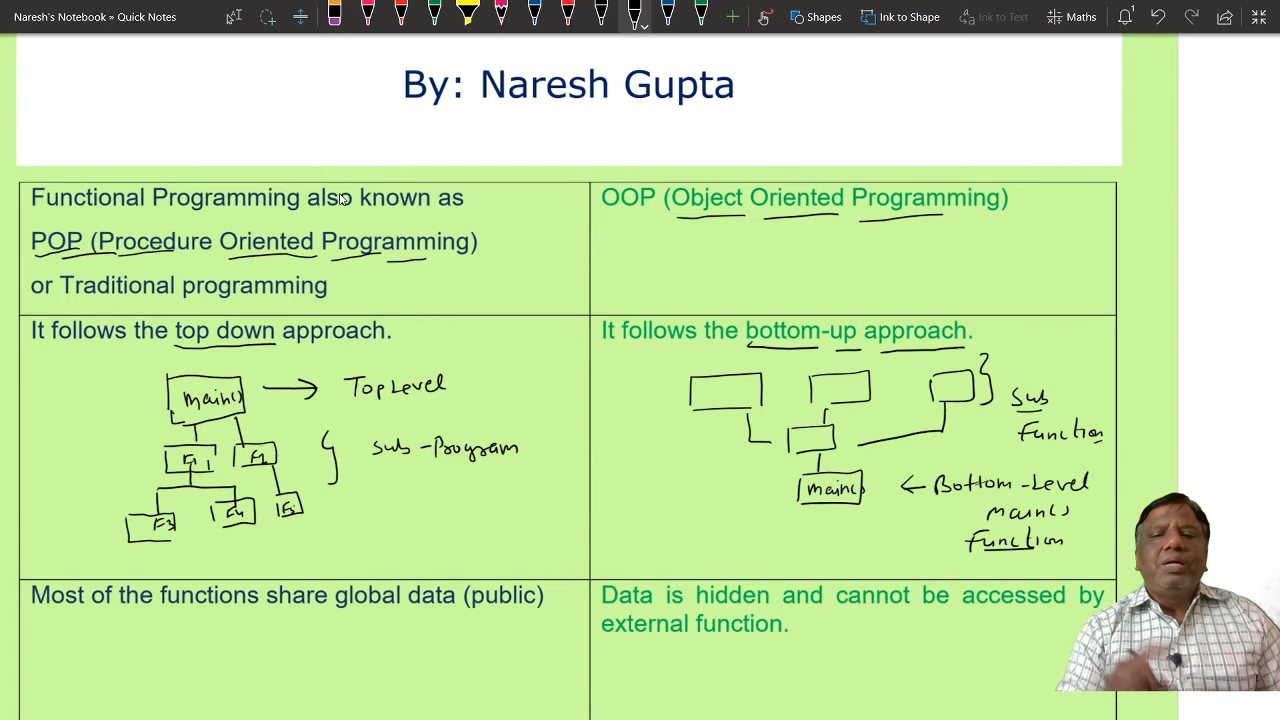 Naresh's Notebook » Quick Notes
Shapes
Ink to Shape
Ink to Text
Maths
By: Naresh Gupta
Functional Programming also known as
POP (Procedure Oriented Programming)
or Traditional programming
OOP (Object Oriented Programming)
It follows the top down approach.
main()
Top Level
F1
F2
sub-Program
F3
F4
It follows the bottom-up approach.
Sub
Function
main()
← Bottom-Level
main()
Function
Most of the functions share global data (public)
Data is hidden and cannot be accessed by
external function.